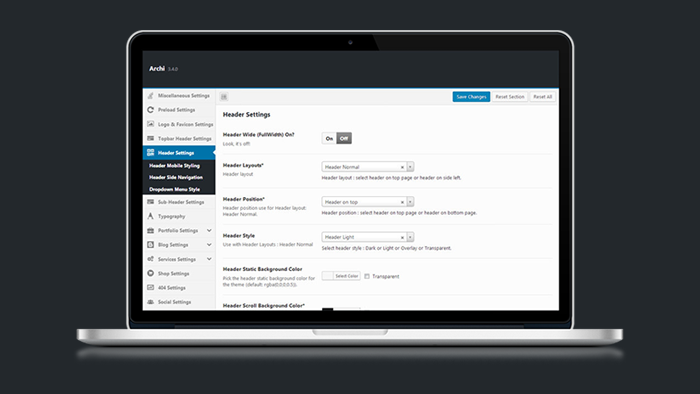 Archi 5.4.0
Save Changes Reset Section Reset All
Miscellaneous Settings
Preload Settings
Logo & Favicon Settings
Topbar Header Settings
Header Settings
Header Mobile Styling
Header Side Navigation
Dropdown Menu Style
Sub Header Settings
Typography
Portfolio Settings
Blog Settings
Services Settings
Shop Settings
404 Settings
Social Settings
Header Settings
Header Wide (FullWidth) On?
Look, it's off!
On Off
Header Layouts*
Header layout
Header Normal
Header layout : select header on top page or header on side left.
Header Position*
Header position use for Header layout:
Header Normal.
Header on top
Header position : select header on top page or header on bottom page.
Header Style
Use with Header Layouts : Header Normal
Header Light
Select header style : Dark or Light or Overlay or Transparent.
Header Static Background Color
Pick the header static background color for
the theme (default: rgba(0,0,0,0.5)).
Select Color Transparent
Header Scroll Background Color*